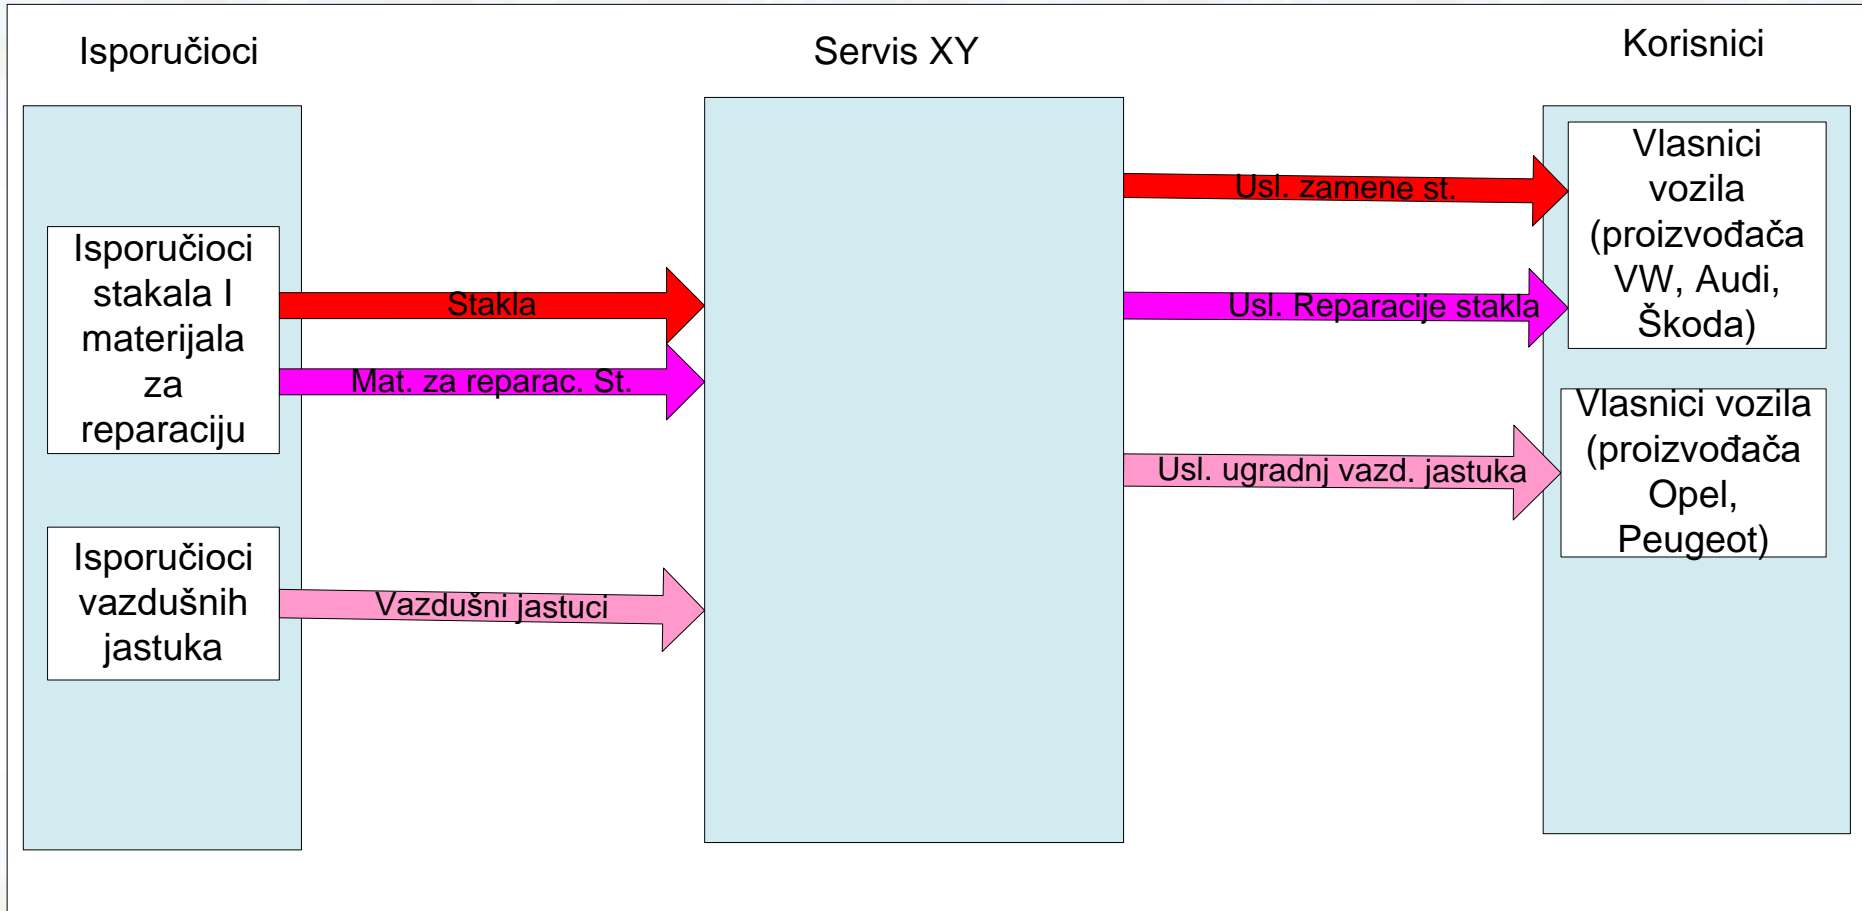 Isporučioci
Servis XY
Korisnici
Isporučioci
stakala I
materijala
za
reparaciju
Isporučioci
vazdušnih
jastuka
Stakla
Mat. za reparac. St.
Vazdušni jastuci
Usl. zamene st.
Usl. Reparacije stakla
Usl. ugradnj vazd. jastuka
Vlasnici
vozila
(proizvođača
VW, Audi,
Škoda)
Vlasnici vozila
(proizvođača
Opel,
Peugeot)